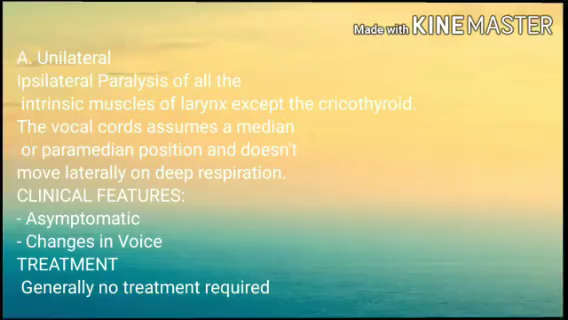 Made with KINEMASTER
A. Unilateral
Ipsilateral Paralysis of all the
intrinsic muscles of larynx except the cricothyroid.
The vocal cords assumes a median
or paramedian position and doesn't
move laterally on deep respiration.
CLINICAL FEATURES:
- Asymptomatic
- Changes in Voice
TREATMENT
Generally no treatment required